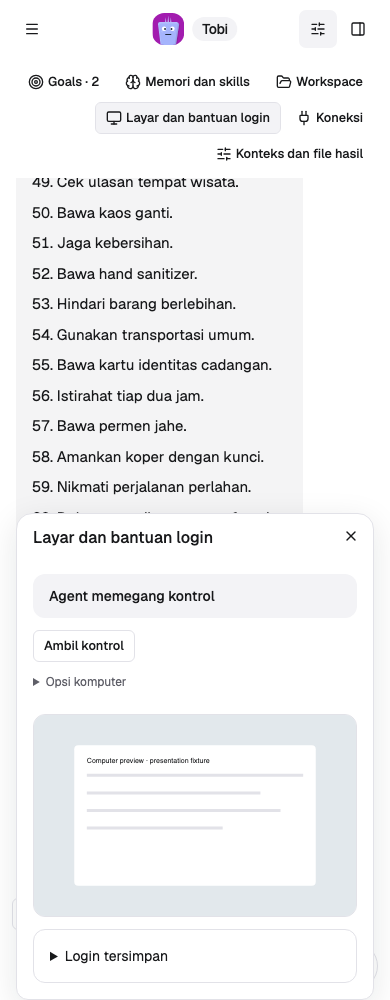 Tobi
Goals · 2
Memori dan skills
Workspace
Layar dan bantuan login
Koneksi
Konteks dan file hasil
49. Cek ulasan tempat wisata.
50. Bawa kaos ganti.
51. Jaga kebersihan.
52. Bawa hand sanitizer.
53. Hindari barang berlebihan.
54. Gunakan transportasi umum.
55. Bawa kartu identitas cadangan.
56. Istirahat tiap dua jam.
57. Bawa permen jahe.
58. Amankan koper dengan kunci.
59. Nikmati perjalanan perlahan.
Layar dan bantuan login
Agent memegang kontrol
Ambil kontrol
Opsi komputer
Computer preview · presentation fixture
Login tersimpan